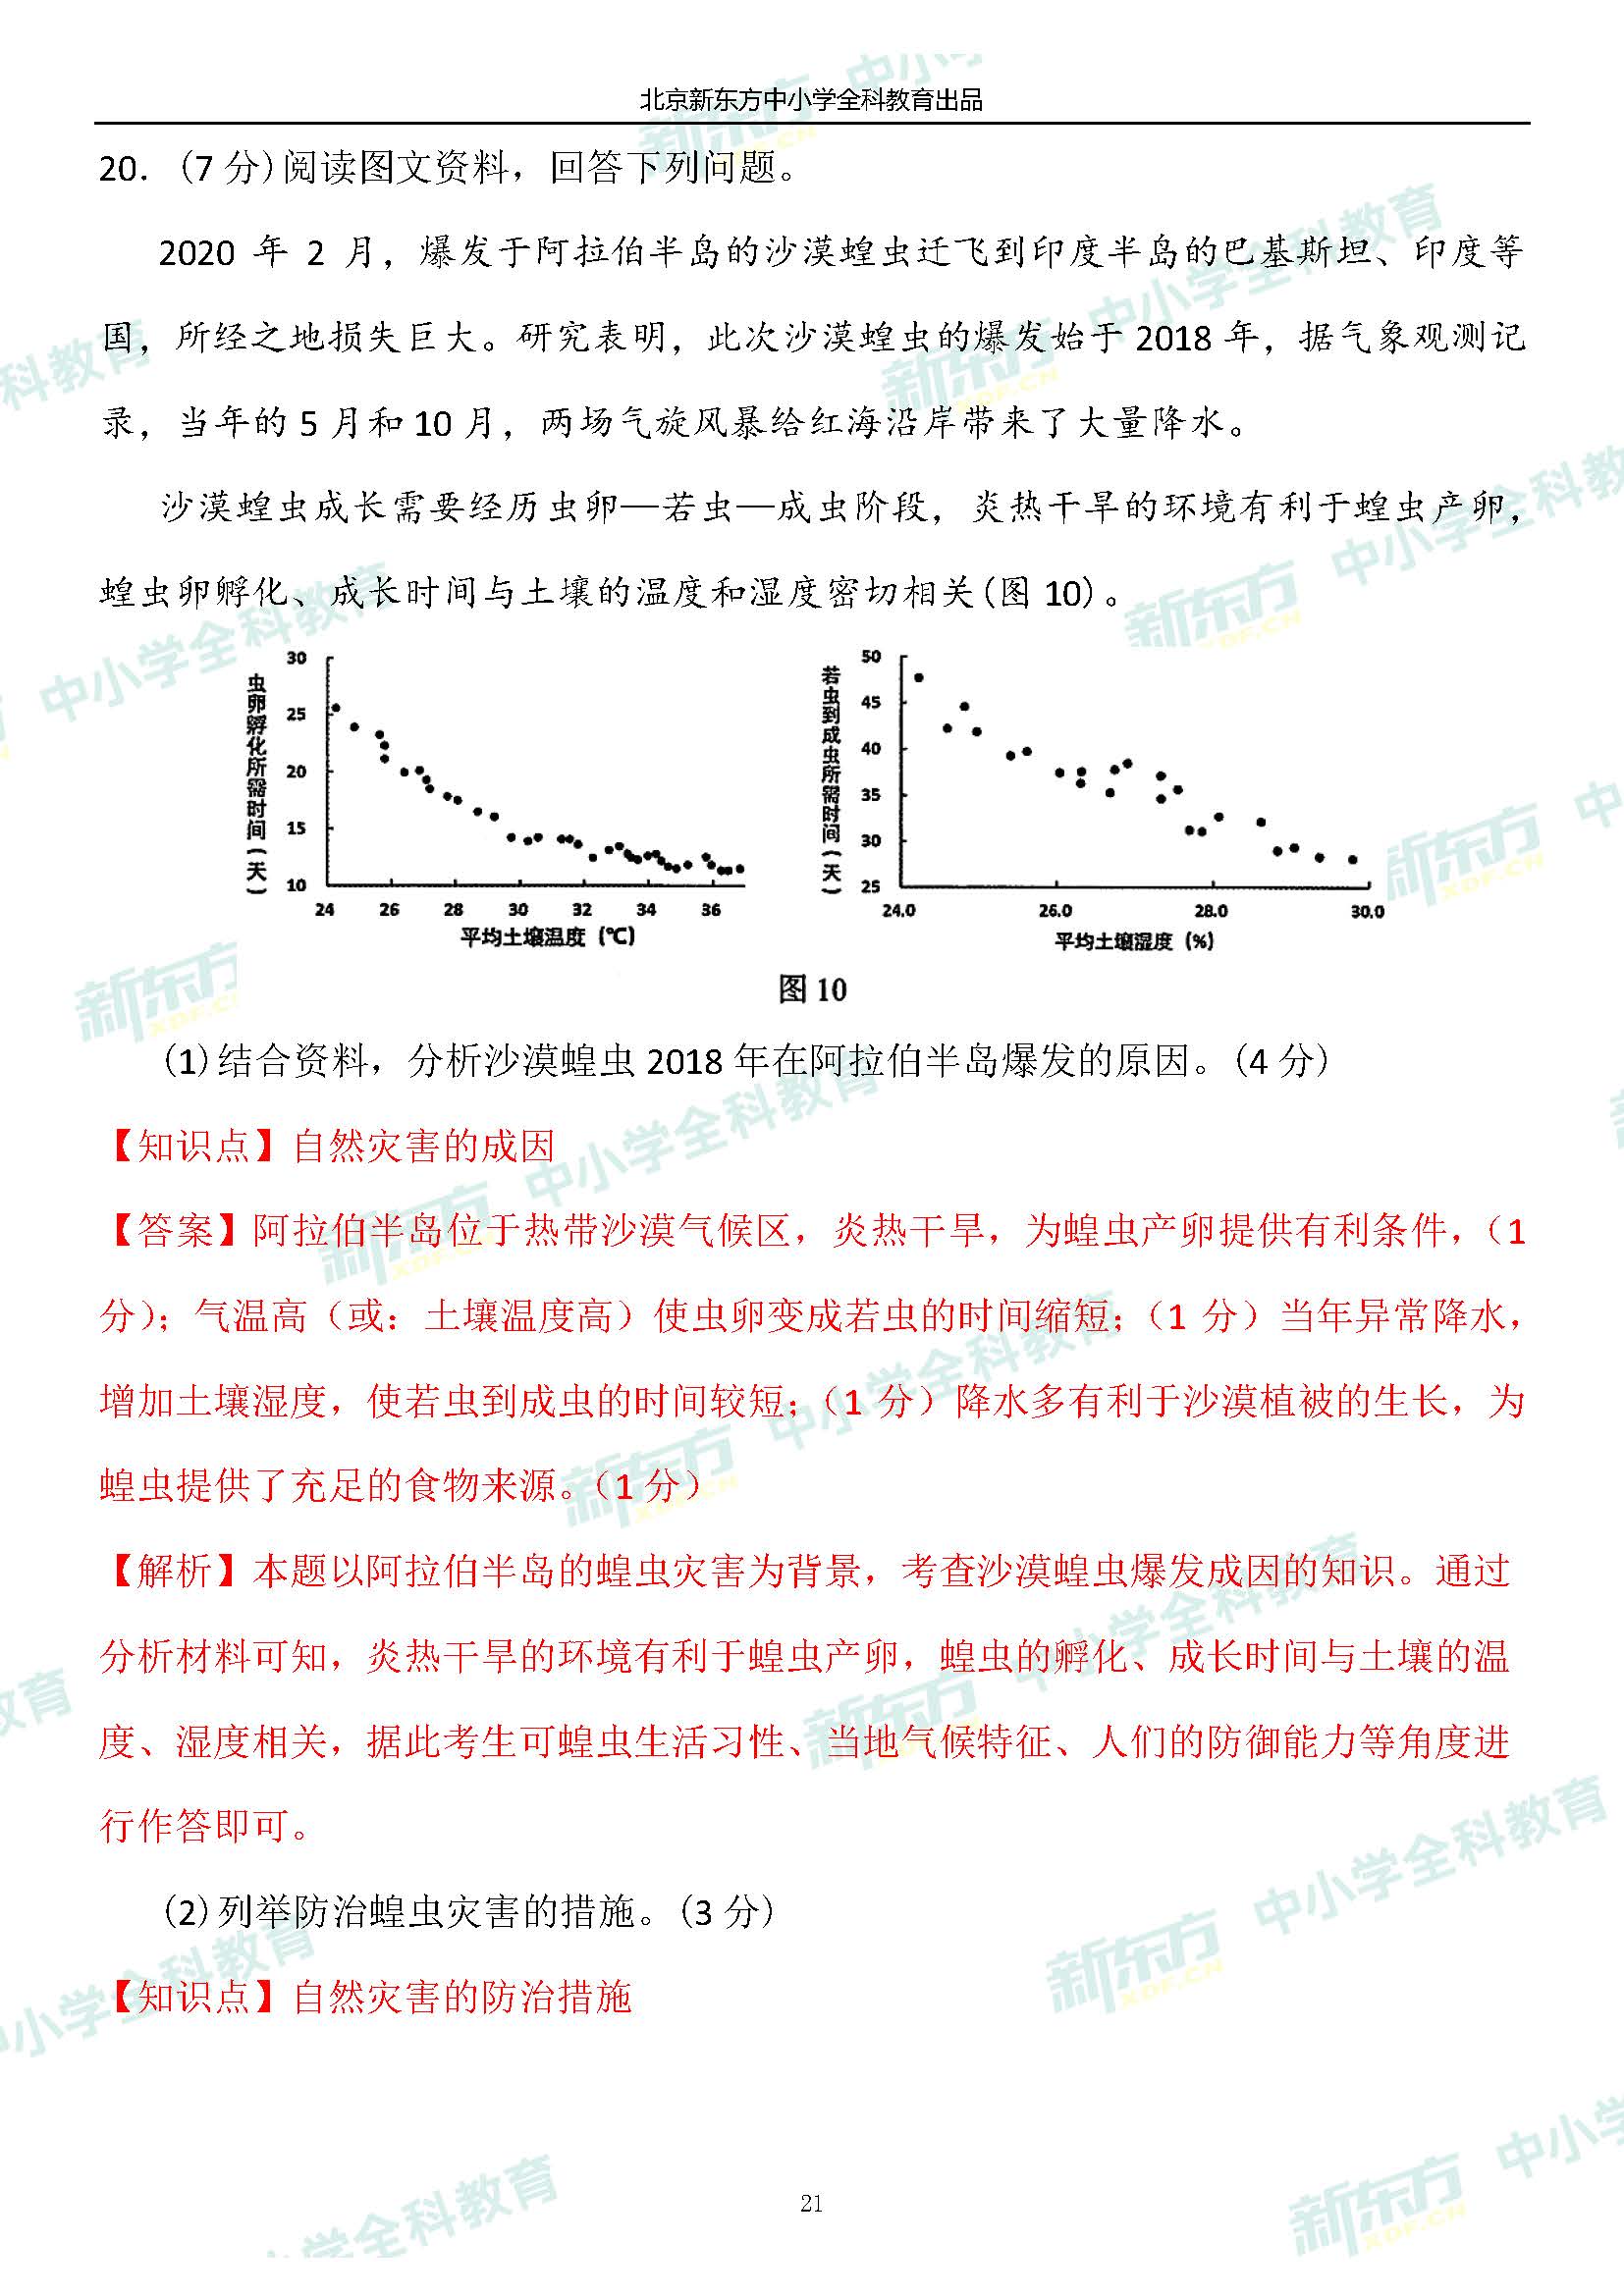 北京新东方中小学全科教育出品
20. (7 分)阅读图文资料，回答下列问题。
2020 年 2 月，爆发于阿拉伯半岛的沙漠蝗虫迁飞到印度半岛的巴基斯坦、印度等
国，所经之地损失巨大。研究表明，此次沙漠蝗虫的爆发始于 2018 年，据气象观测记
录，当年的 5 月和 10 月，两场气旋风暴给红海沿岸带来了大量降水。
沙漠蝗虫成长需要经历虫卵—若虫—成虫阶段，炎热干旱的环境有利于蝗虫产卵，
蝗虫卵孵化、成长时间与土壤的温度和湿度密切相关(图 10)。
虫卵孵化所需时间(天)
30
25
20
15
10
24 26 28 30 32 34 36
平均土壤温度 (℃)
若虫到成虫所需时间(天)
50
45
40
35
30
25
24.0 26.0 28.0 30.0
平均土壤湿度 (%)
图 10
(1)结合资料，分析沙漠蝗虫 2018 年在阿拉伯半岛爆发的原因。(4 分)
【知识点】自然灾害的成因
【答案】阿拉伯半岛位于热带沙漠气候区，炎热干旱，为蝗虫产卵提供有利条件，（1
分）；气温高（或：土壤温度高）使虫卵变成若虫的时间缩短；（1 分）当年异常降水，
增加土壤湿度，使若虫到成虫的时间较短；（1 分）降水多有利于沙漠植被的生长，为
蝗虫提供了充足的食物来源。（1 分）
【解析】本题以阿拉伯半岛的蝗虫灾害为背景，考查沙漠蝗虫爆发成因的知识。通过
分析材料可知，炎热干旱的环境有利于蝗虫产卵，蝗虫的孵化、成长时间与土壤的温
度、湿度相关，据此考生可蝗虫生活习性、当地气候特征、人们的防御能力等角度进
行作答即可。
(2)列举防治蝗虫灾害的措施。(3 分)
【知识点】自然灾害的防治措施
21
新东方 XDF.CN 中小学全科教育